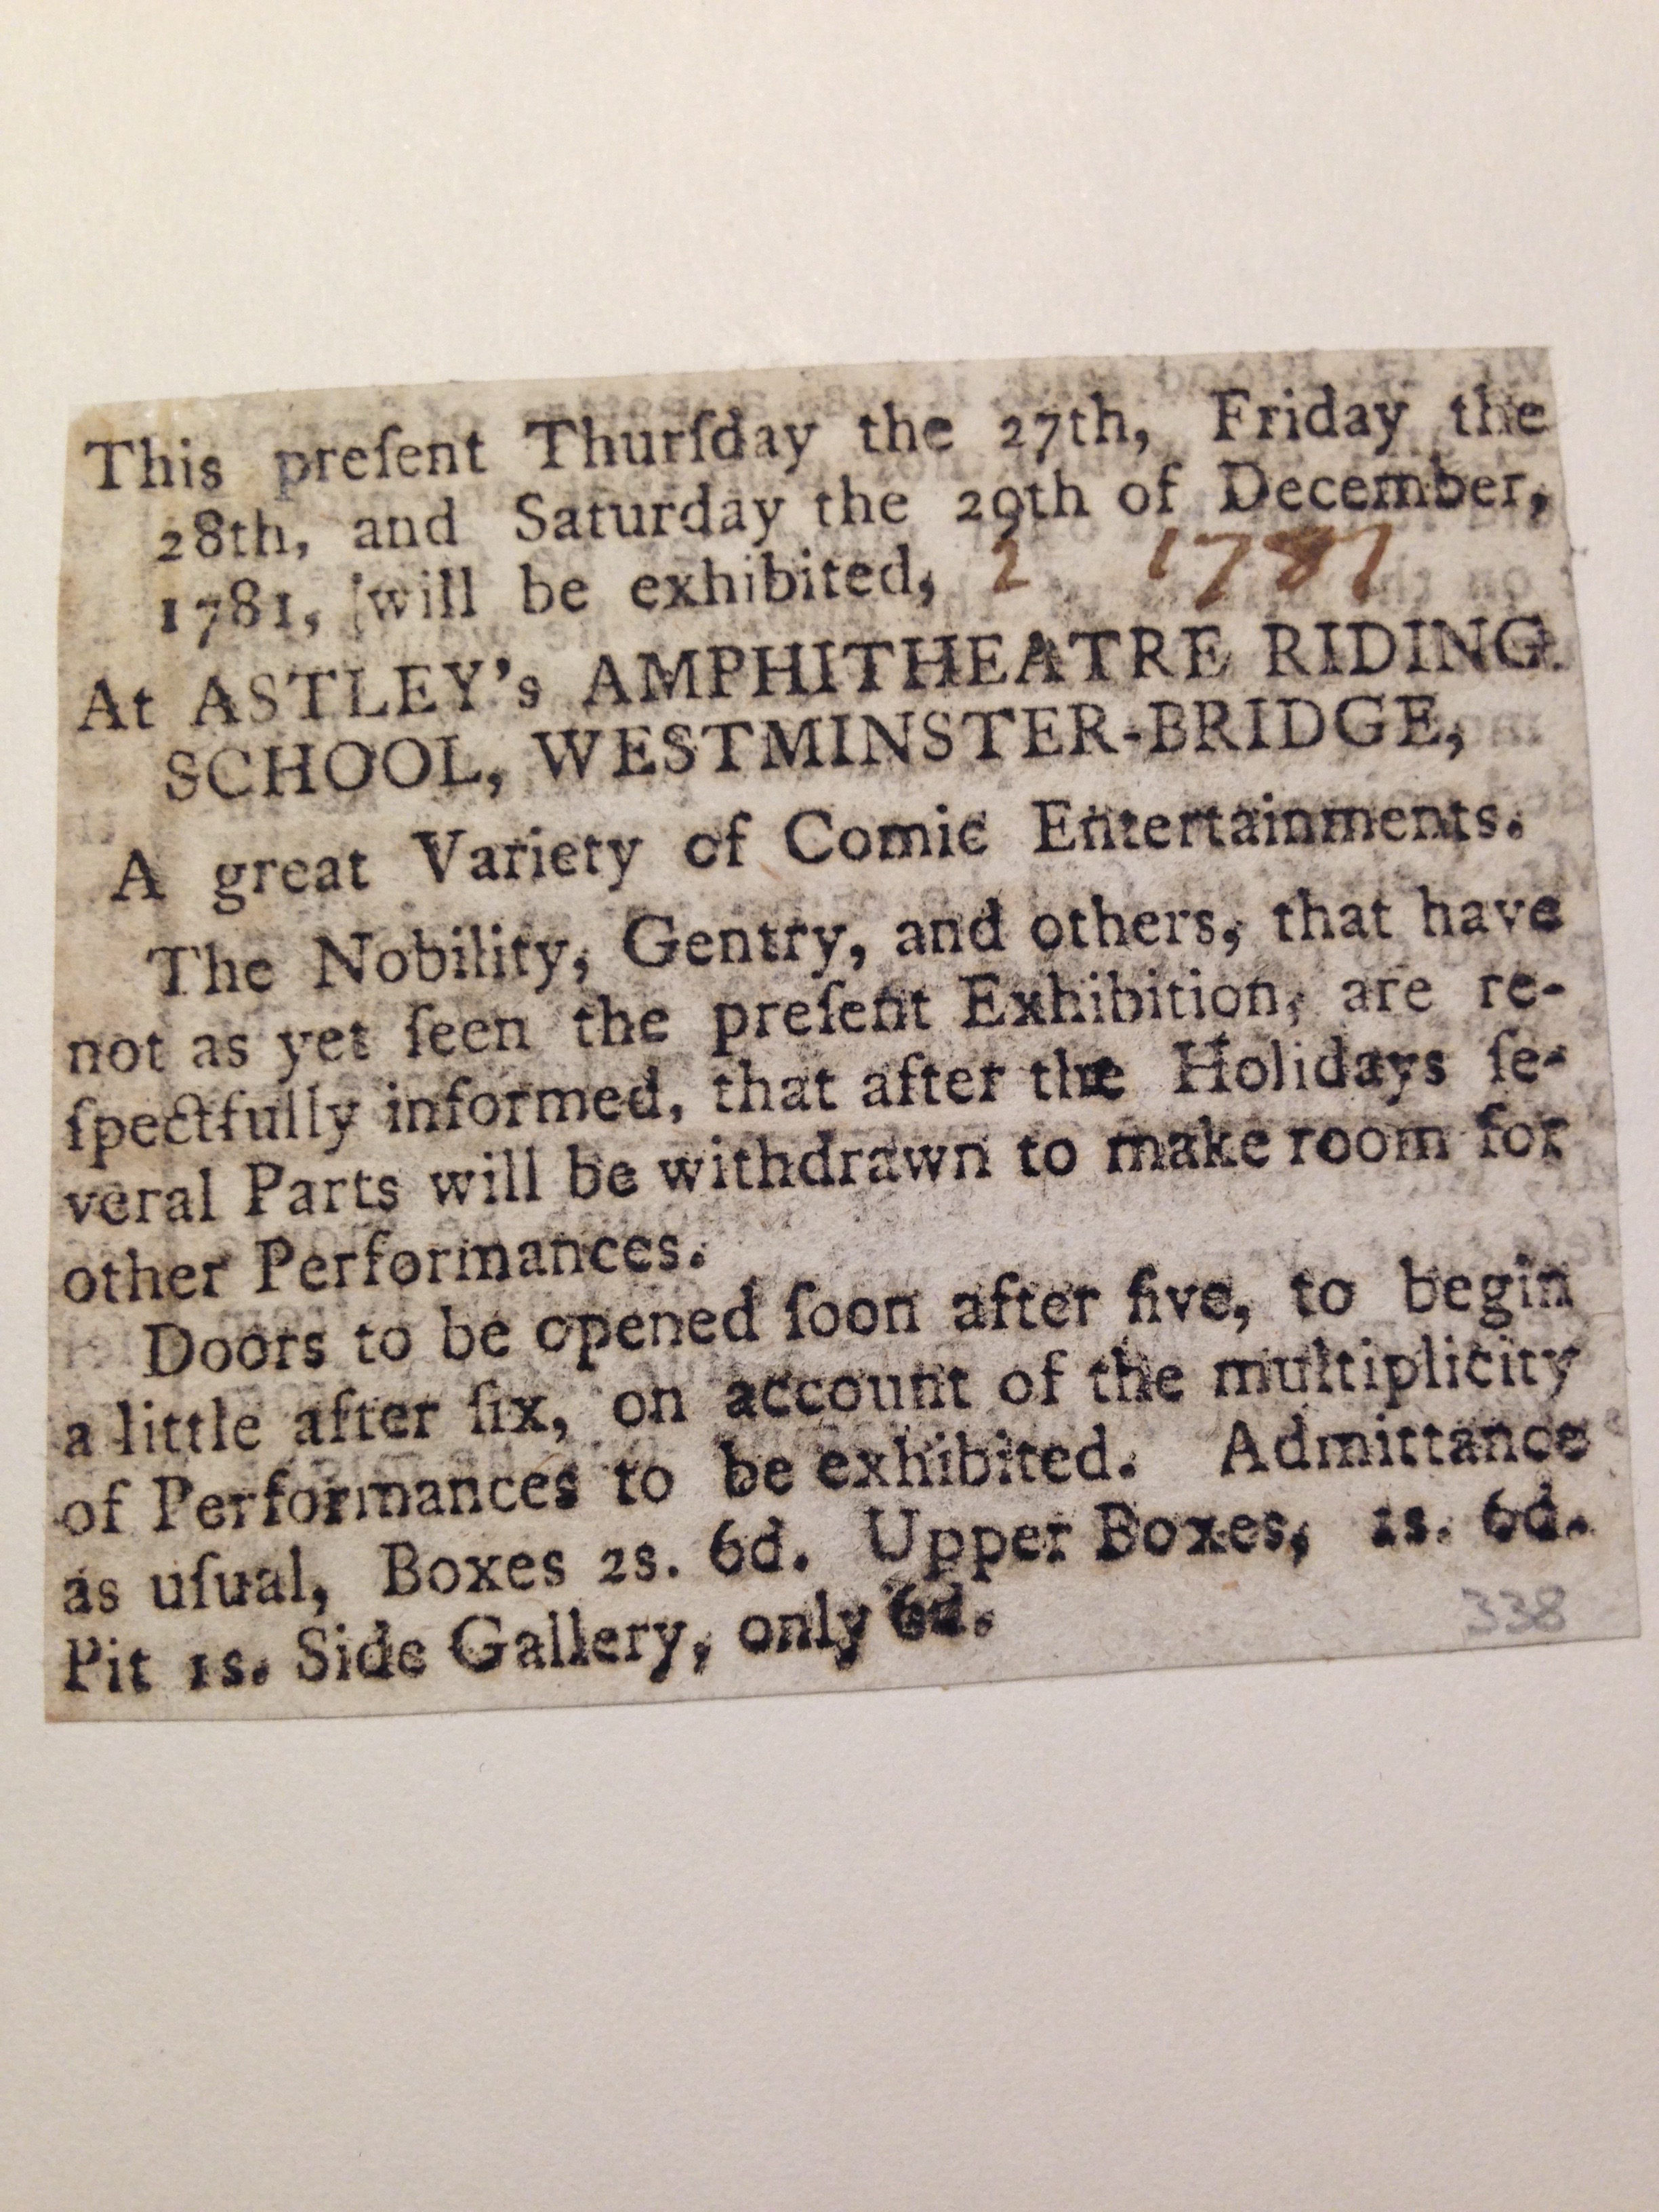 This preſent Thurſday the 27th, Friday the
28th, and Saturday the 29th of December,
1781, will be exhibited,
2 1787
At ASTLEY's AMPHITHEATRE RIDING
SCHOOL, WESTMINSTER-BRIDGE,
A great Variety of Comic Entertainments.
The Nobility, Gentry, and others, that have
not as yet ſeen the preſent Exhibition, are re-
ſpectfully informed, that after the Holidays ſe-
veral Parts will be withdrawn to make room for
other Performances.
Doors to be opened ſoon after five, to begin
a little after ſix, on account of the multiplicity
of Performances to be exhibited. Admittance
as uſual, Boxes 2s. 6d. Upper Boxes, 1s. 6d.
Pit 1s. Side Gallery, only 6d.
338